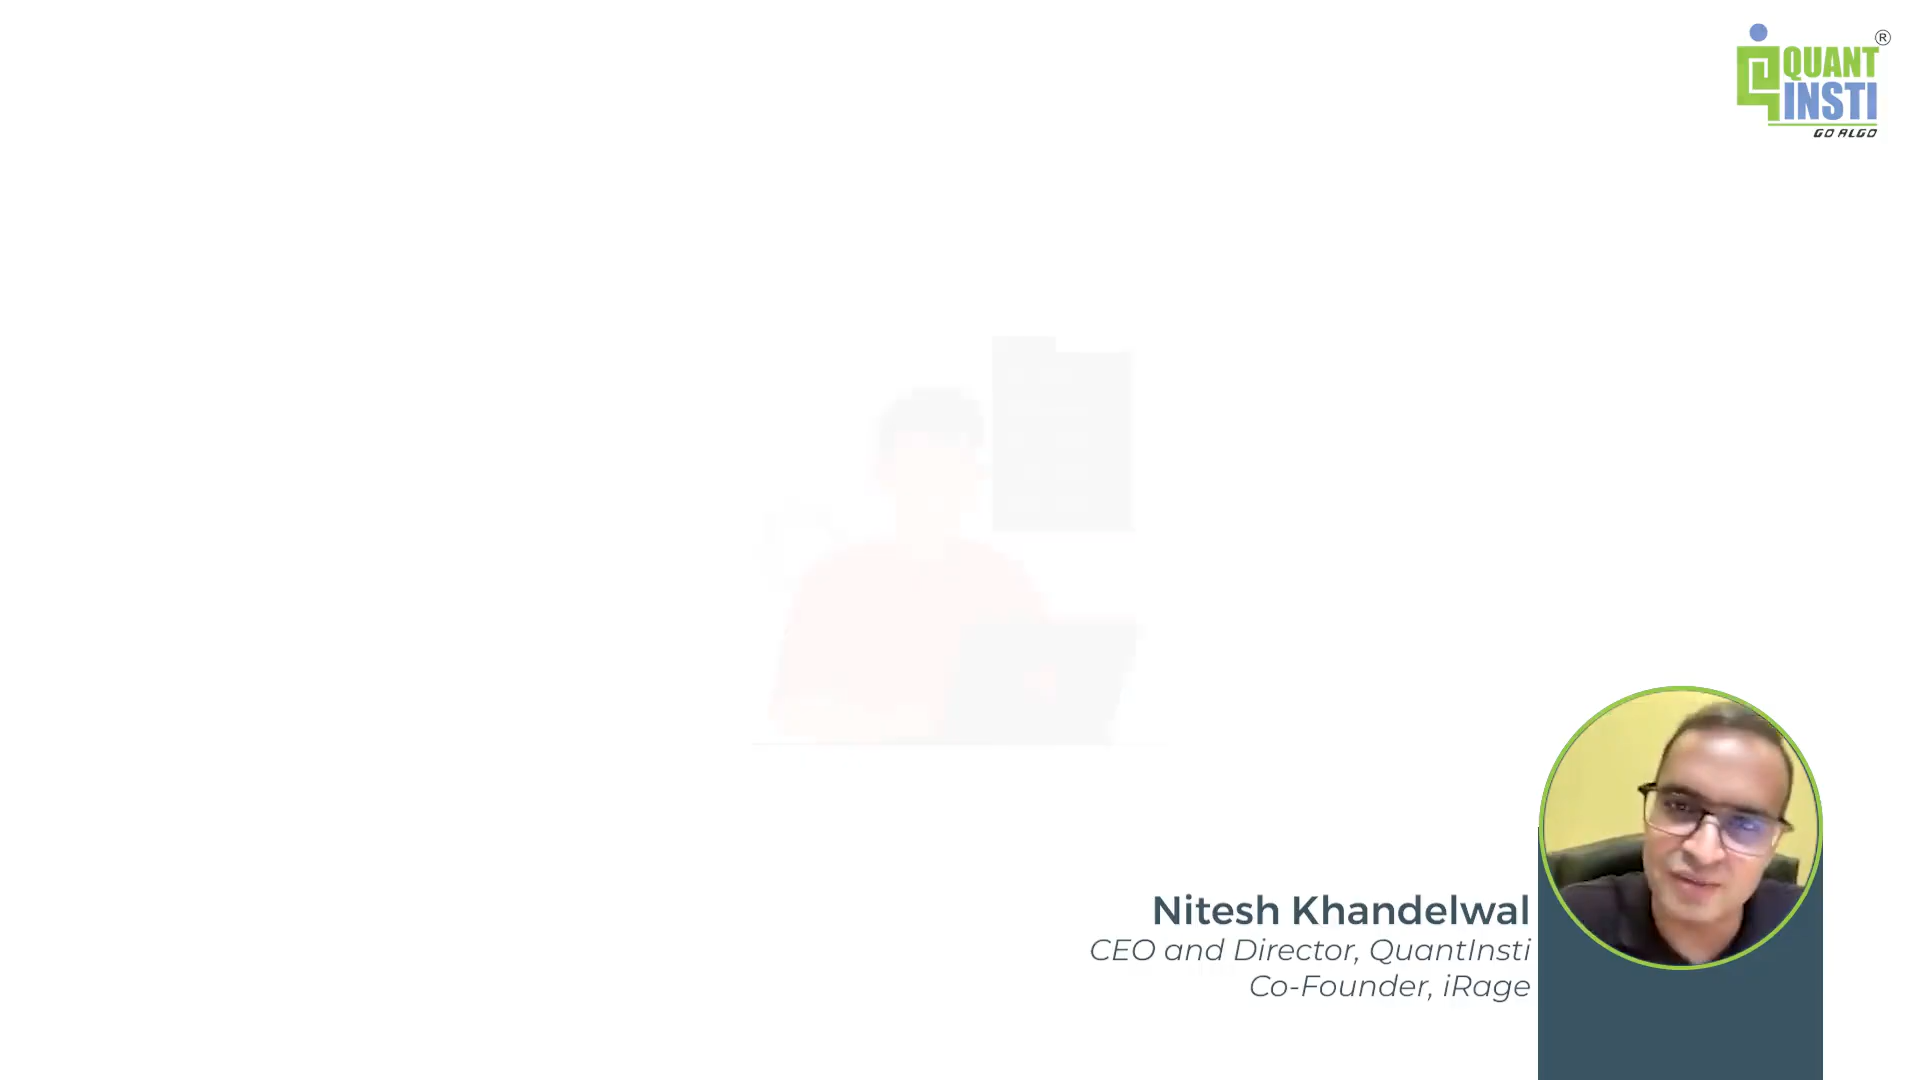 QUANT
INSTI
®
GO ALGO
Nitesh Khandelwal
CEO and Director, QuantInsti
Co-Founder, iRage